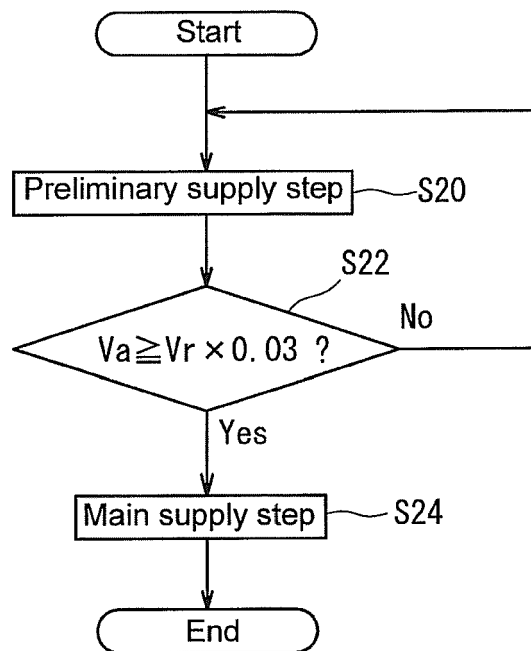 Start
Preliminary supply step
S20
S22
Va≧Vr×0.03 ?
No
Yes
Main supply step
S24
End